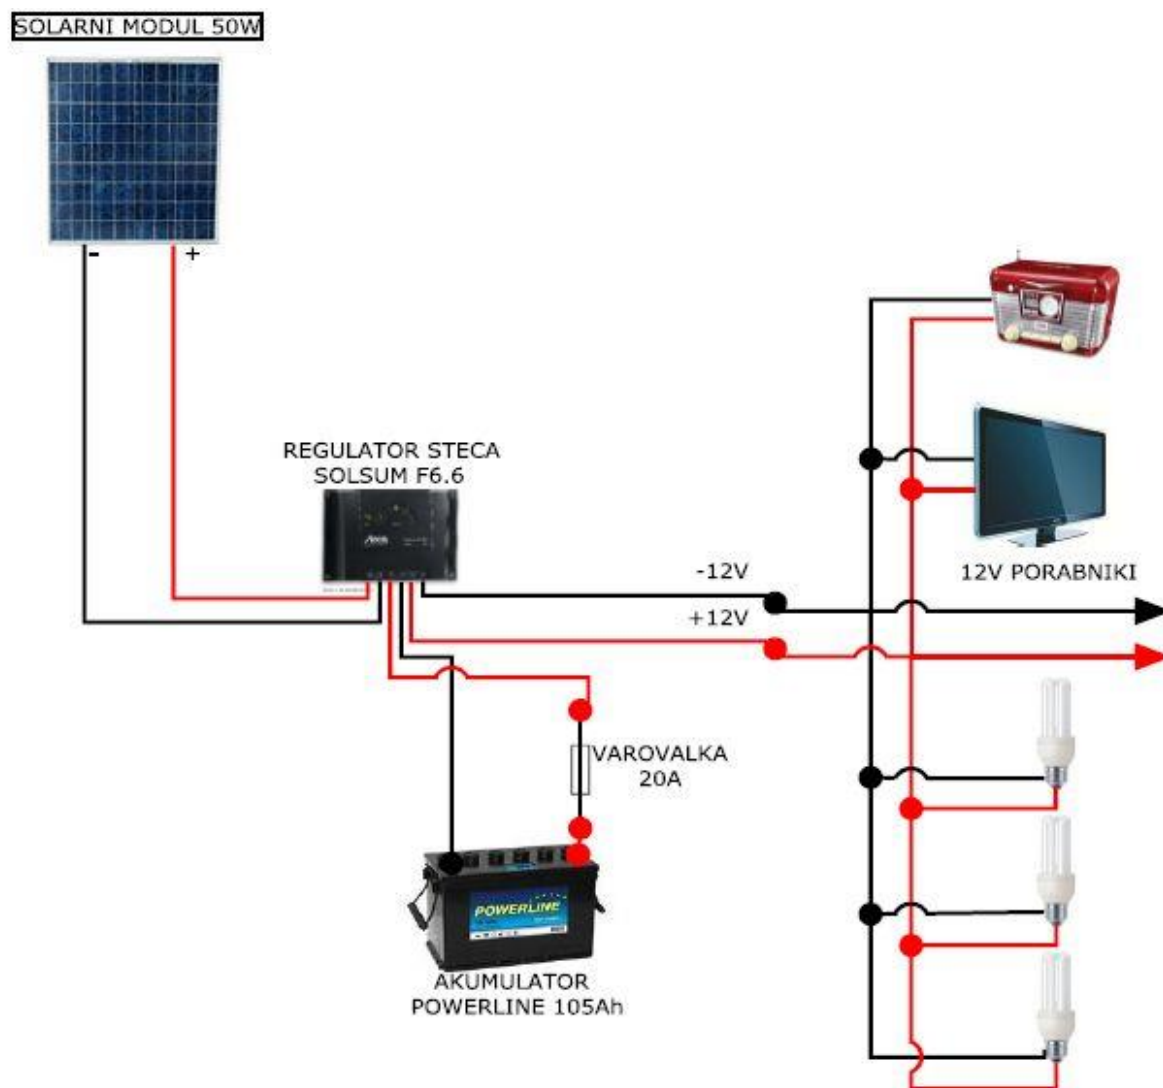 SOLARNI MODUL 50W
-
+
REGULATOR STECA
SOLSUM F6.6
-12V
+12V
12V PORABNIKI
VAROVALKA
20A
POWERLINE
AKUMULATOR
POWERLINE 105Ah